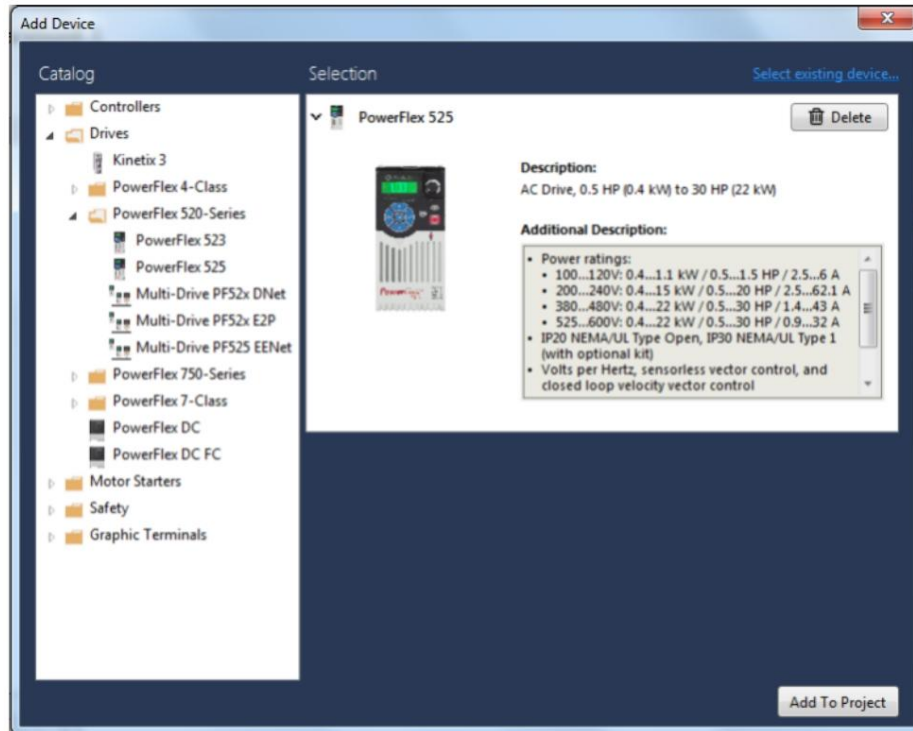 Add Device
Catalog
Controllers
Drives
Kinetix 3
PowerFlex 4-Class
PowerFlex 520-Series
PowerFlex 523
PowerFlex 525
Multi-Drive PF52x DNet
Multi-Drive PF52x E2P
Multi-Drive PF525 EENet
PowerFlex 750-Series
PowerFlex 7-Class
PowerFlex DC
PowerFlex DC FC
Motor Starters
Safety
Graphic Terminals
Selection
Select existing device...
PowerFlex 525
Delete
Description:
AC Drive, 0.5 HP (0.4 kW) to 30 HP (22 kW)
Additional Description:
• Power ratings:
• 100...120V: 0.4...1.1 kW / 0.5...1.5 HP / 2.5...6 A
• 200...240V: 0.4...15 kW / 0.5...20 HP / 2.5...62.1 A
• 380...480V: 0.4...22 kW / 0.5...30 HP / 1.4...43 A
• 525...600V: 0.4...22 kW / 0.5...30 HP / 0.9...32 A
• IP20 NEMA/UL Type Open, IP30 NEMA/UL Type 1
(with optional kit)
• Volts per Hertz, sensorless vector control, and
closed loop velocity vector control
Add To Project